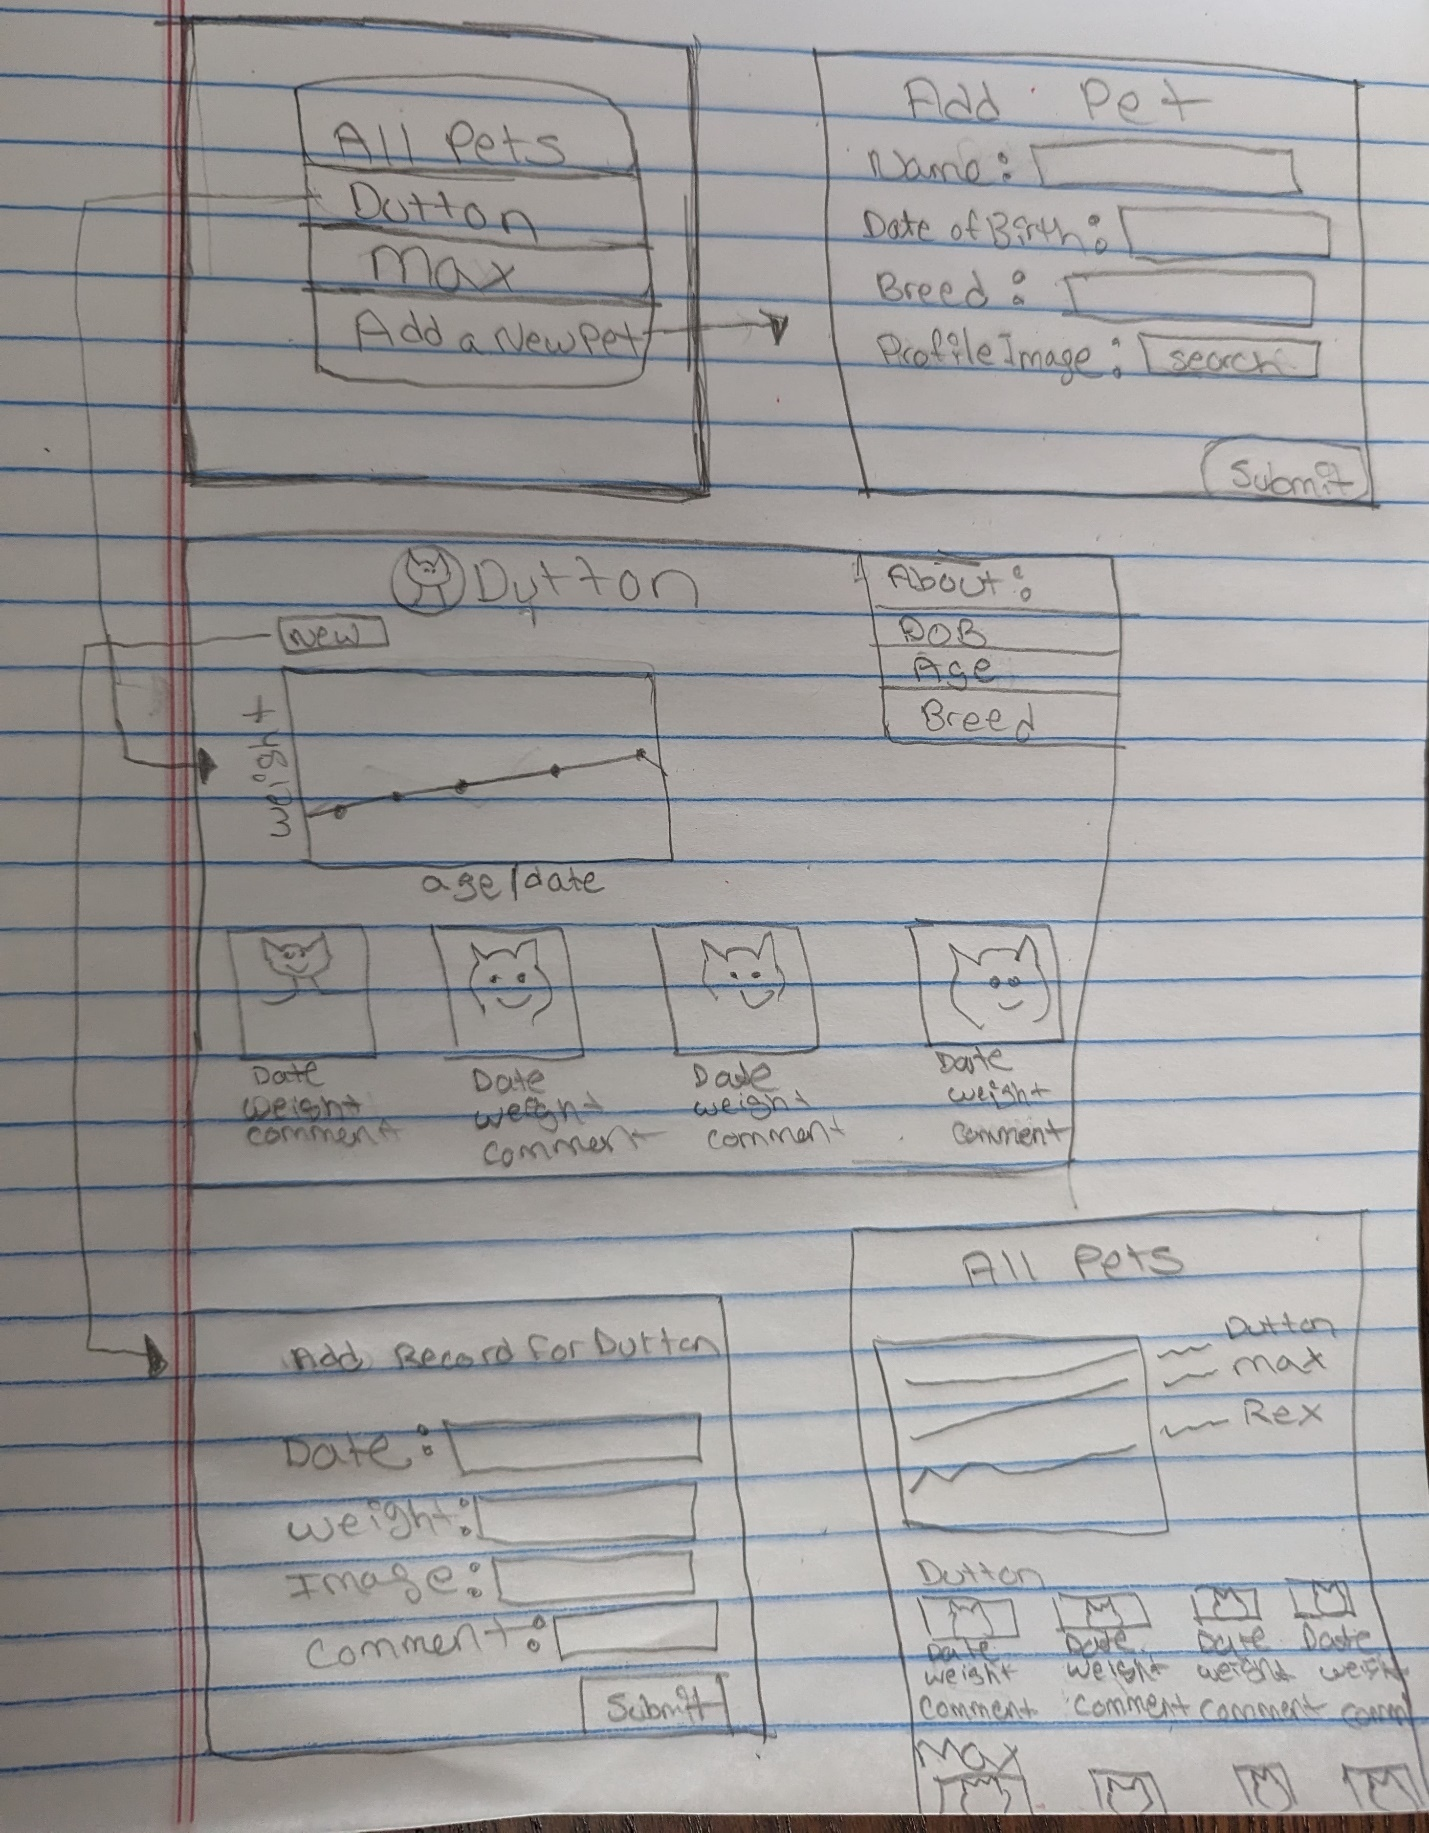 All Pets
Dutton
Max
Add a New Pet
Add Pet
Name:
Date of Birth:
Breed:
Profile Image: search
Submit
Dutton
new
weight
age/date
About:
DOB
Age
Breed
Date
weight
comment
Date
weight
comment
Date
weight
comment
Date
weight
comment
Add Record for Dutton
Date:
weight:
Image:
Comment:
Submit
All Pets
Dutton
max
Rex
Dutton
Date
weight
comment
Date
weight
comment
Date
weight
comment
Date
weight
comm
Max